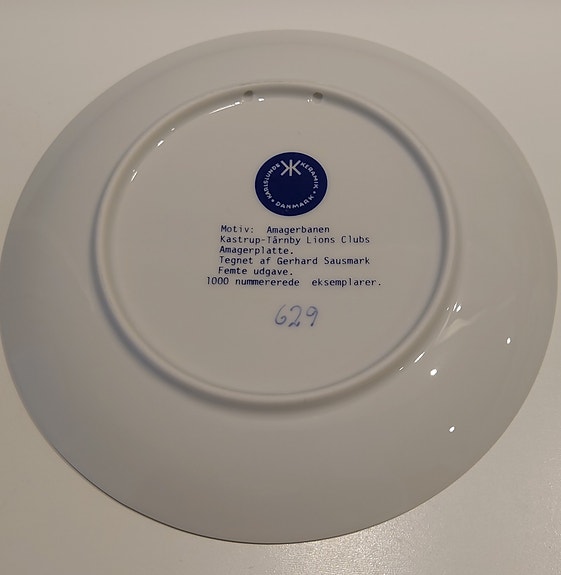 KARLSLUNDE KERAMIK
DANMARK
Motiv: Amagerbanen
Kastrup-Tårnby Lions Clubs
Amagerplatte.
Tegnet af Gerhard Sausmark
Femte udgave.
1000 nummererede eksemplarer.
629